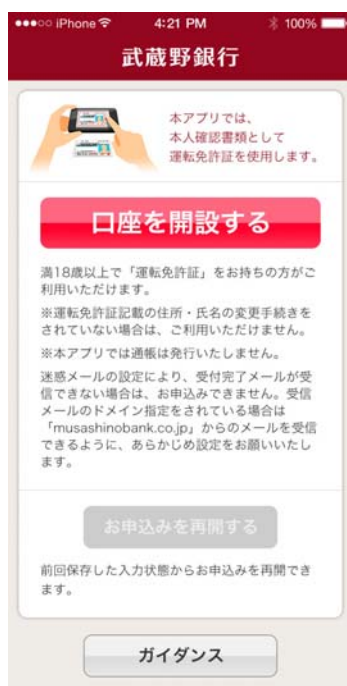 iPhone 4:21 PM 100%
武蔵野銀行
本アプリでは、
本人確認書類として
運転免許証を使用します。
口座を開設する
満18歳以上で「運転免許証」をお持ちの方がご
利用いただけます。
※運転免許証記載の住所・氏名の変更手続きを
されていない場合は、ご利用いただけません。
※本アプリでは通帳は発行いたしません。
迷惑メールの設定により、受付完了メールが受
信できない場合は、お申込みできません。受信
メールのドメイン指定をされている場合は
「musashinobank.co.jp」からのメールを受信
できるように、あらかじめ設定をお願いいたし
ます。
お申込みを再開する
前回保存した入力状態からお申込みを再開でき
ます。
ガイダンス